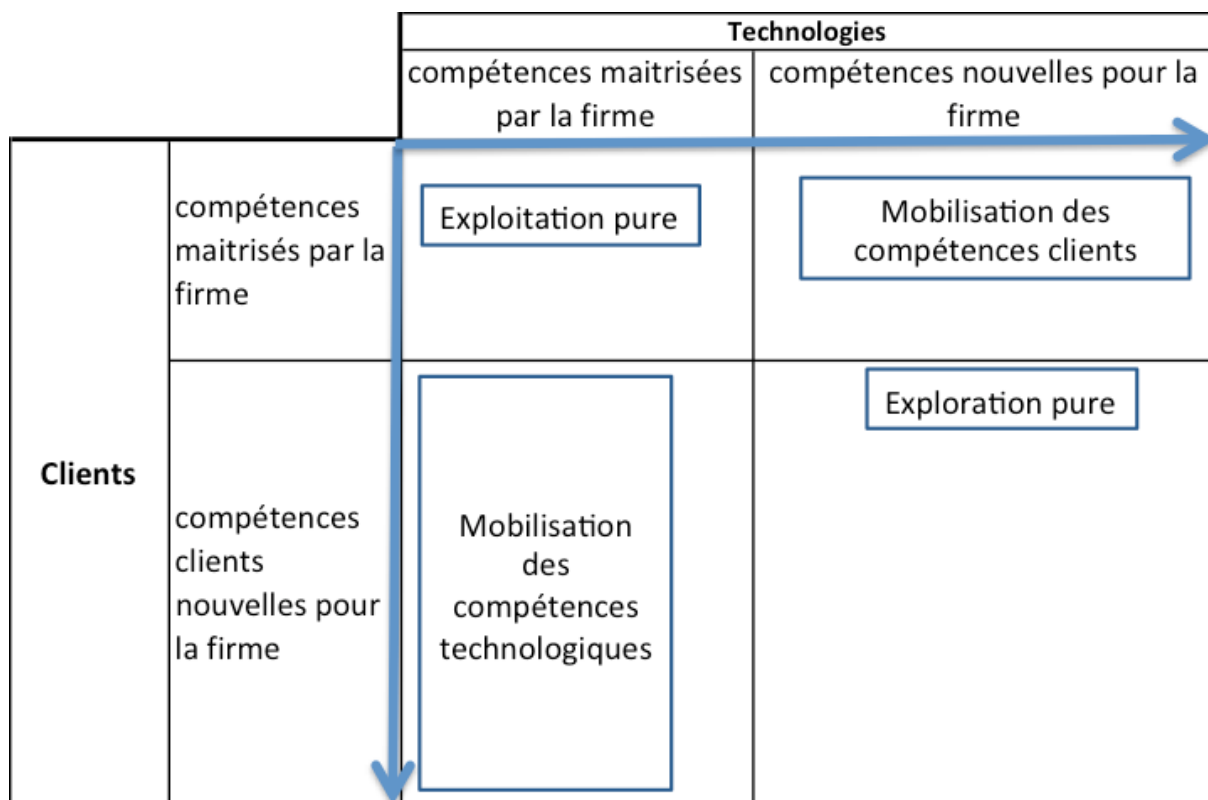 Technologies
compétences maitrisées
par la firme
compétences nouvelles pour la
firme
compétences
maitrisés par la
firme
Exploitation pure
Mobilisation des
compétences clients
Clients
compétences
clients
nouvelles pour
la firme
Mobilisation
des
compétences
technologiques
Exploration pure